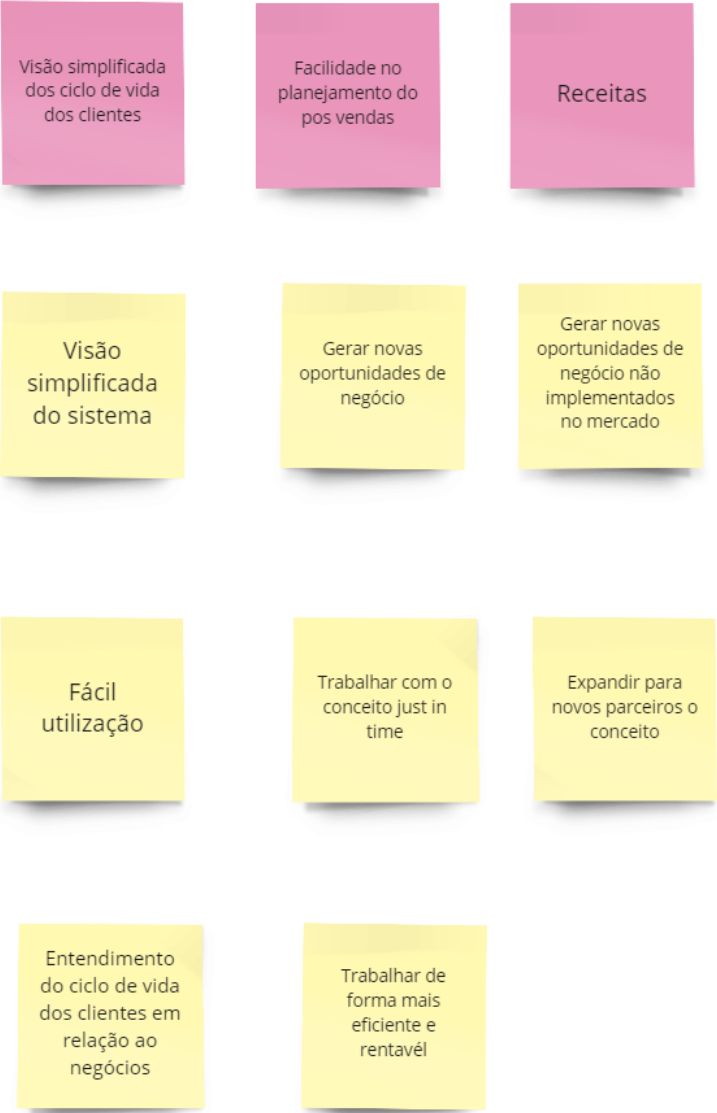 Visão simplificada
dos ciclo de vida
dos clientes
Facilidade no
planejamento do
pos vendas
Receitas
Visão
simplificada
do sistema
Gerar novas
oportunidades de
negócio
Gerar novas
oportunidades de
negócio não
implementados
no mercado
Fácil
utilização
Trabalhar com o
conceito just in
time
Expandir para
novos parceiros o
conceito
Entendimento
do ciclo de vida
dos clientes em
relação ao
negócios
Trabalhar de
forma mais
eficiente e
rentavél